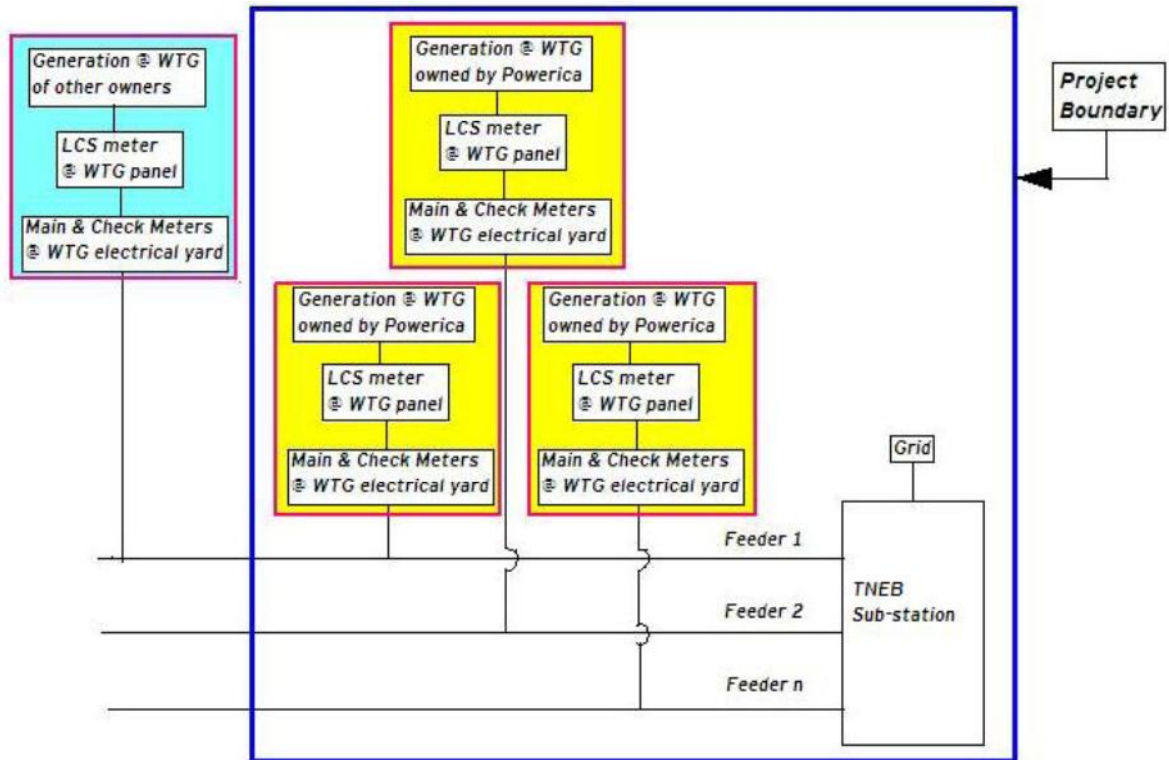 Generation @ WTG
of other owners
LCS meter
@ WTG panel
Main & Check Meters
@ WTG electrical yard
Generation @ WTG
owned by Powerica
LCS meter
@ WTG panel
Main & Check Meters
@ WTG electrical yard
Generation @ WTG
owned by Powerica
LCS meter
@ WTG panel
Main & Check Meters
@ WTG electrical yard
Generation @ WTG
owned by Powerica
LCS meter
@ WTG panel
Main & Check Meters
@ WTG electrical yard
Project
Boundary
Grid
Feeder 1
Feeder 2
Feeder n
TNEB
Sub-station